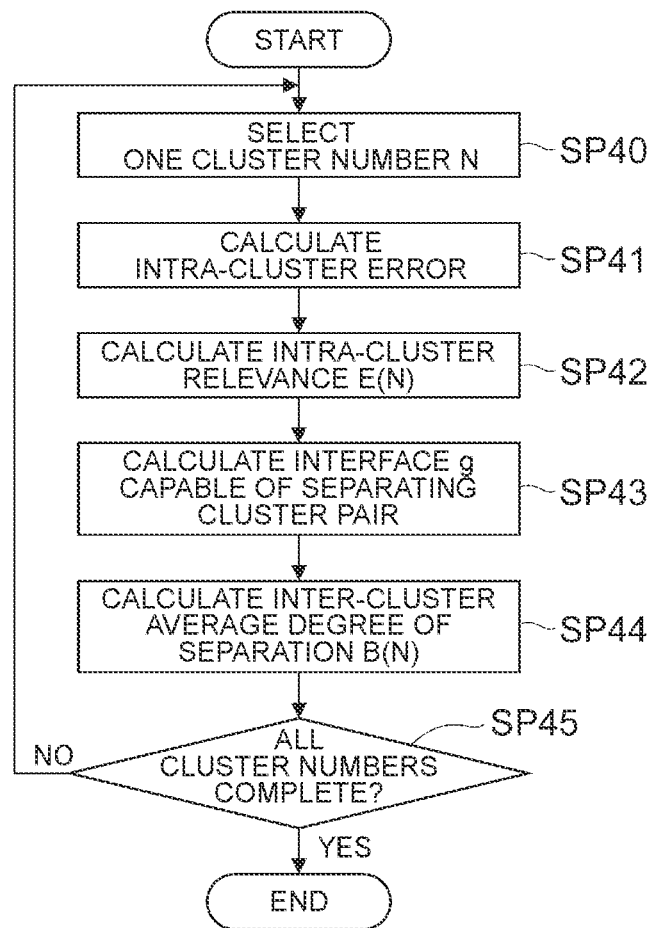 START
SELECT
ONE CLUSTER NUMBER N
SP40
CALCULATE
INTRA-CLUSTER ERROR
SP41
CALCULATE INTRA-CLUSTER
RELEVANCE E(N)
SP42
CALCULATE INTERFACE g
CAPABLE OF SEPARATING
CLUSTER PAIR
SP43
CALCULATE INTER-CLUSTER
AVERAGE DEGREE OF
SEPARATION B(N)
SP44
SP45
ALL
CLUSTER NUMBERS
COMPLETE?
NO
YES
END